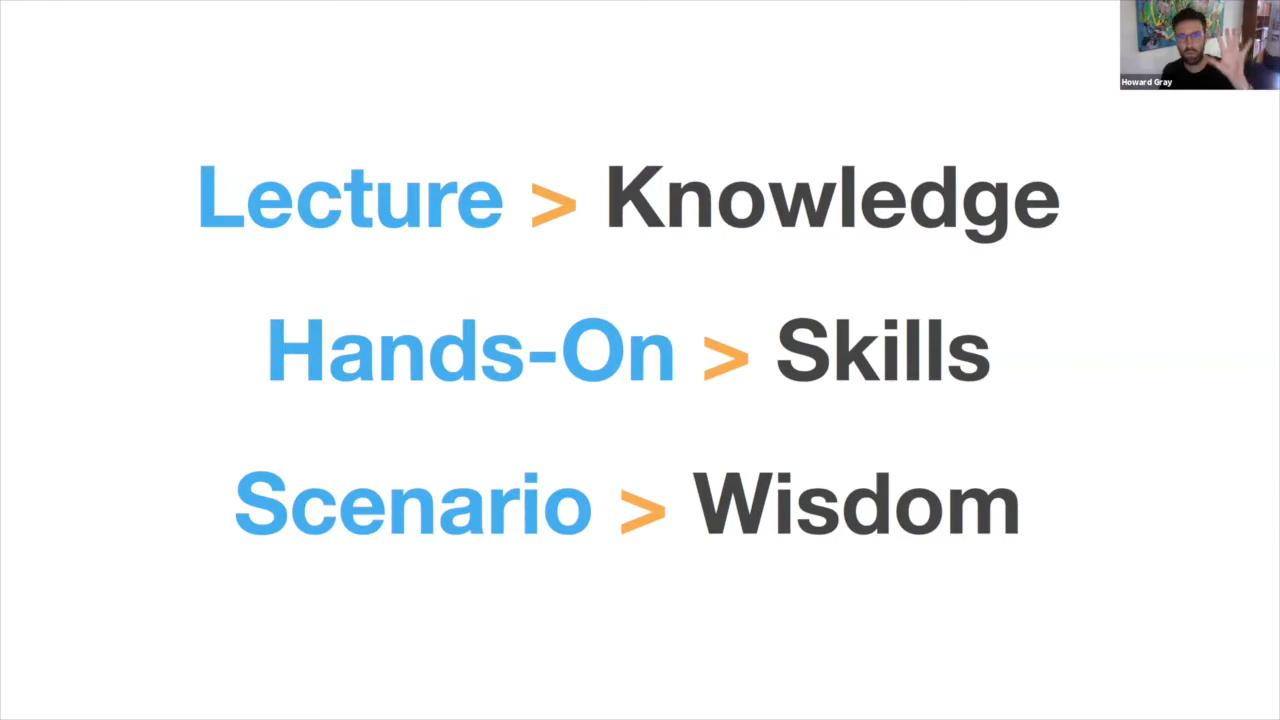 Howard Gray
Lecture > Knowledge
Hands-On > Skills
Scenario > Wisdom